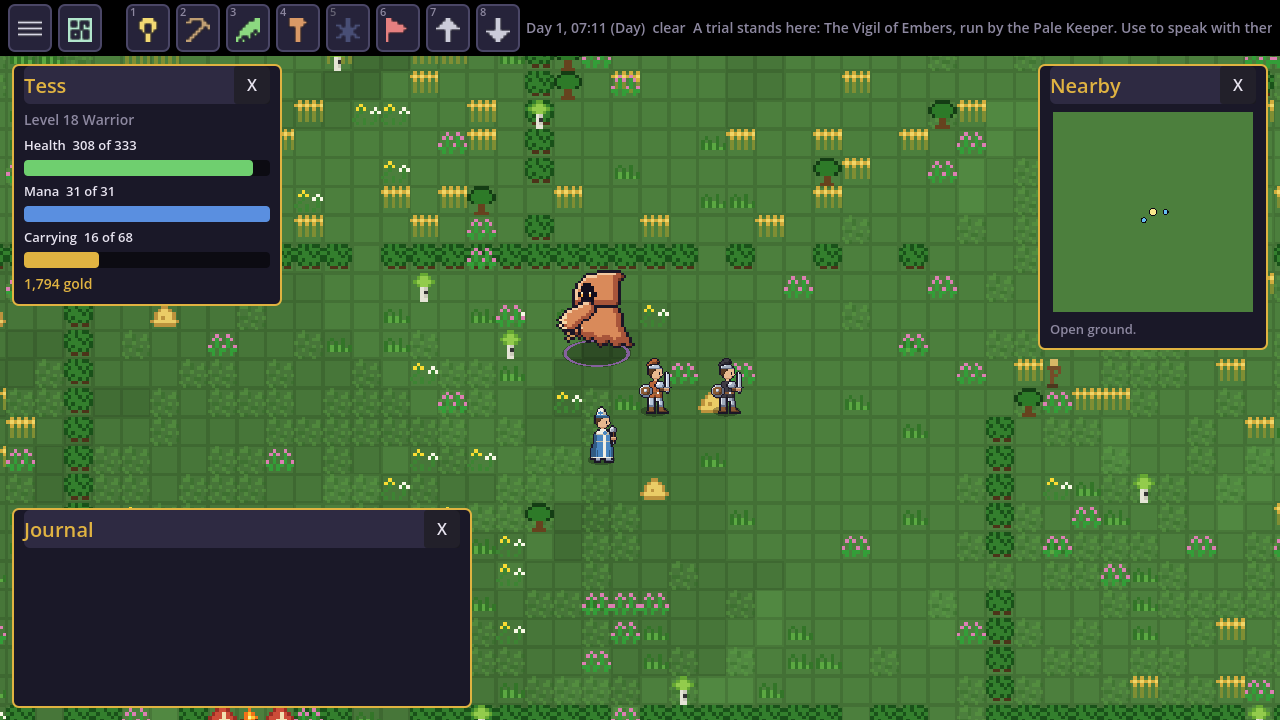 1 2 3 4 5 6 7 8
Day 1, 07:11 (Day) clear A trial stands here: The Vigil of Embers, run by the Pale Keeper. Use to speak with ther
Tess X
Level 18 Warrior
Health 308 of 333
Mana 31 of 31
Carrying 16 of 68
1,794 gold
Nearby X
Open ground.
Journal X